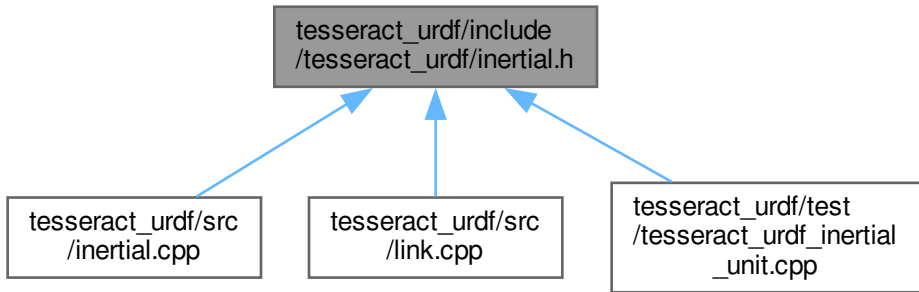 tesseract_urdf/include
/tesseract_urdf/inertial.h
tesseract_urdf/src
/inertial.cpp
tesseract_urdf/src
/link.cpp
tesseract_urdf/test
/tesseract_urdf_inertial
_unit.cpp